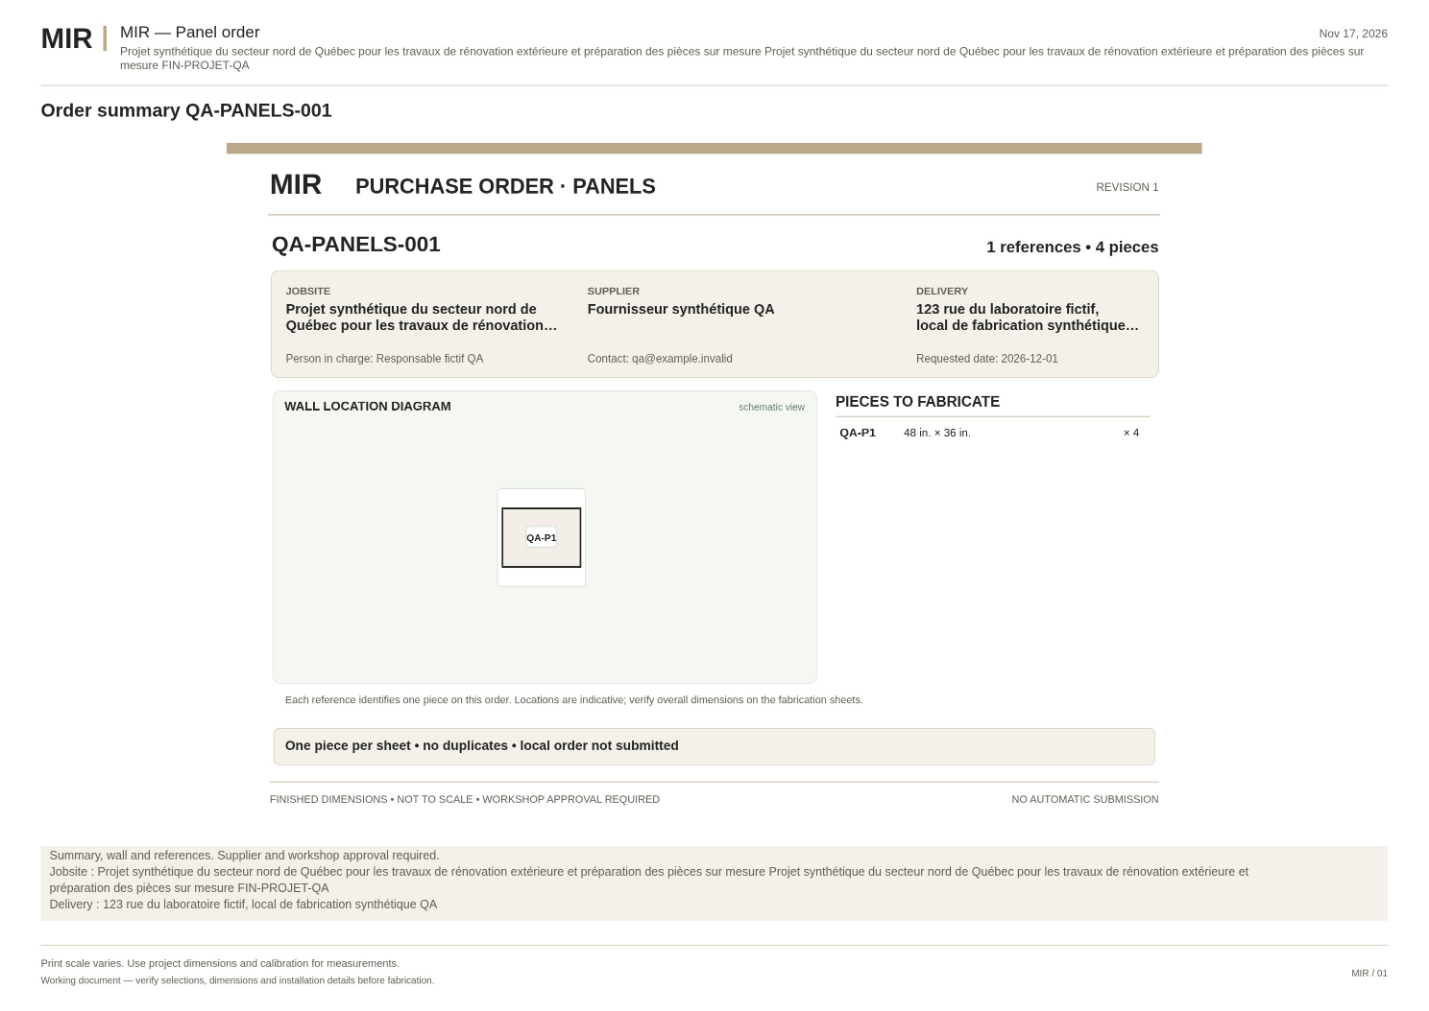 MIR
MIR — Panel order
Nov 17, 2026
Projet synthétique du secteur nord de Québec pour les travaux de rénovation extérieure et préparation des pièces sur mesure Projet synthétique du secteur nord de Québec pour les travaux de rénovation extérieure et préparation des pièces sur
mesure FIN-PROJET-QA
Order summary QA-PANELS-001
MIR PURCHASE ORDER · PANELS
REVISION 1
QA-PANELS-001
1 references • 4 pieces
JOBSITE
Projet synthétique du secteur nord de
Québec pour les travaux de rénovation…
Person in charge: Responsable fictif QA
SUPPLIER
Fournisseur synthétique QA
Contact: qa@example.invalid
DELIVERY
123 rue du laboratoire fictif,
local de fabrication synthétique…
Requested date: 2026-12-01
WALL LOCATION DIAGRAM
schematic view
QA-P1
PIECES TO FABRICATE
QA-P1 48 in. × 36 in. × 4
Each reference identifies one piece on this order. Locations are indicative; verify overall dimensions on the fabrication sheets.
One piece per sheet • no duplicates • local order not submitted
FINISHED DIMENSIONS • NOT TO SCALE • WORKSHOP APPROVAL REQUIRED
NO AUTOMATIC SUBMISSION
Summary, wall and references. Supplier and workshop approval required.
Jobsite : Projet synthétique du secteur nord de Québec pour les travaux de rénovation extérieure et préparation des pièces sur mesure Projet synthétique du secteur nord de Québec pour les travaux de rénovation extérieure et
préparation des pièces sur mesure FIN-PROJET-QA
Delivery : 123 rue du laboratoire fictif, local de fabrication synthétique QA
Print scale varies. Use project dimensions and calibration for measurements.
Working document — verify selections, dimensions and installation details before fabrication.
MIR / 01